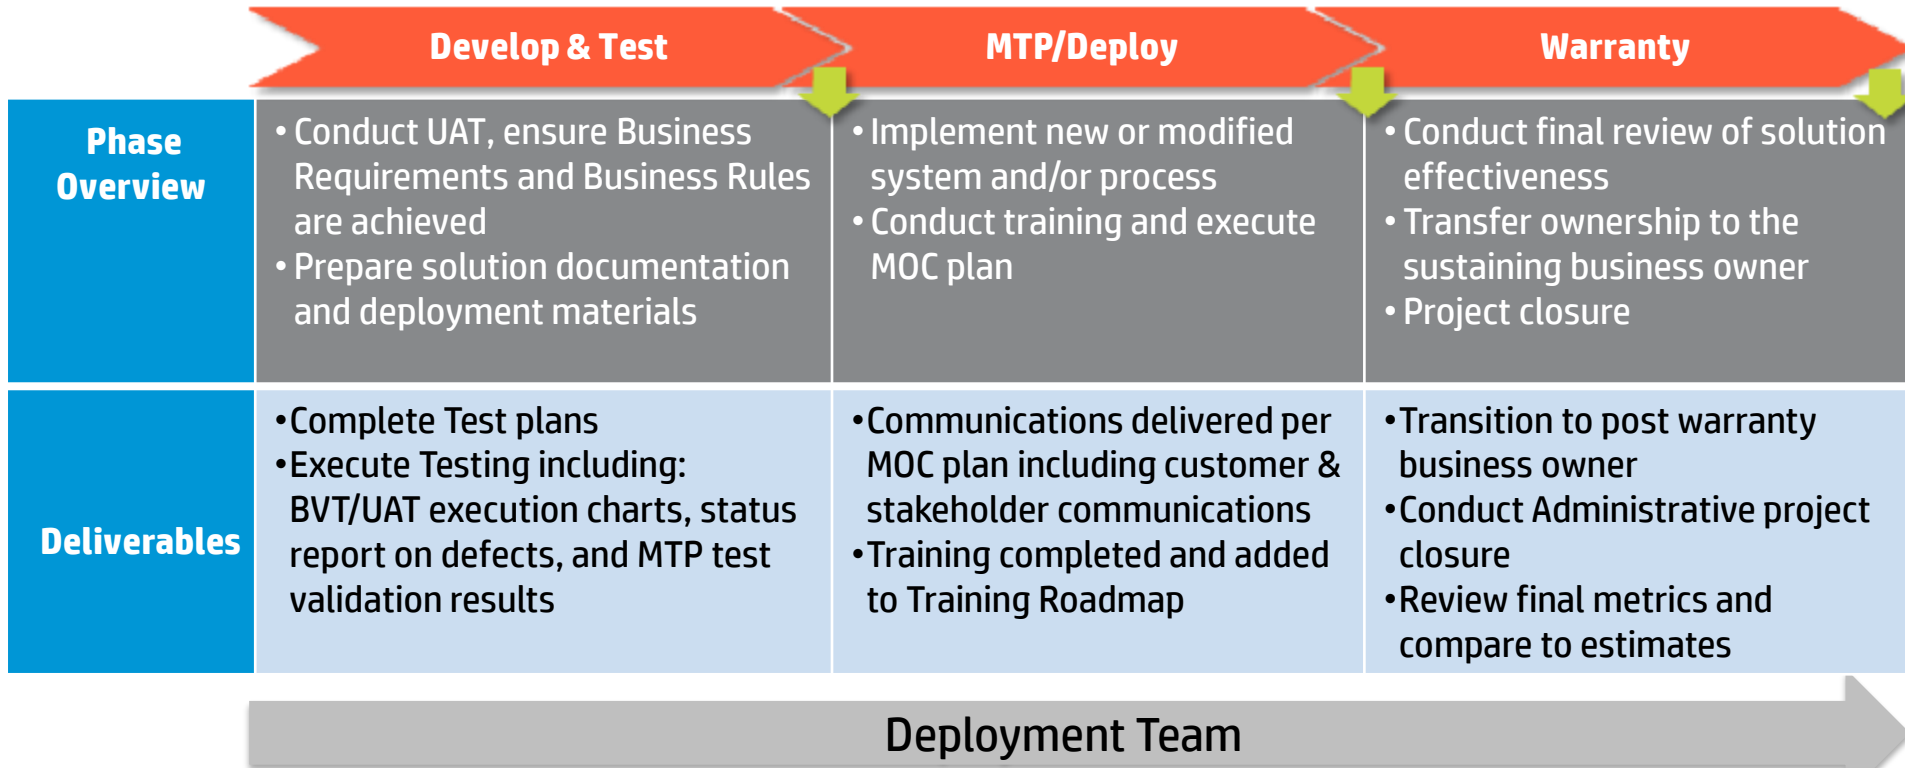 Develop & Test
MTP/Deploy
Warranty
Phase
Overview
• Conduct UAT, ensure Business
Requirements and Business Rules
are achieved
• Prepare solution documentation
and deployment materials
• Implement new or modified
system and/or process
• Conduct training and execute
MOC plan
• Conduct final review of solution
effectiveness
• Transfer ownership to the
sustaining business owner
• Project closure
Deliverables
•Complete Test plans
•Execute Testing including:
BVT/UAT execution charts, status
report on defects, and MTP test
validation results
•Communications delivered per
MOC plan including customer &
stakeholder communications
•Training completed and added
to Training Roadmap
•Transition to post warranty
business owner
•Conduct Administrative project
closure
•Review final metrics and
compare to estimates
Deployment Team